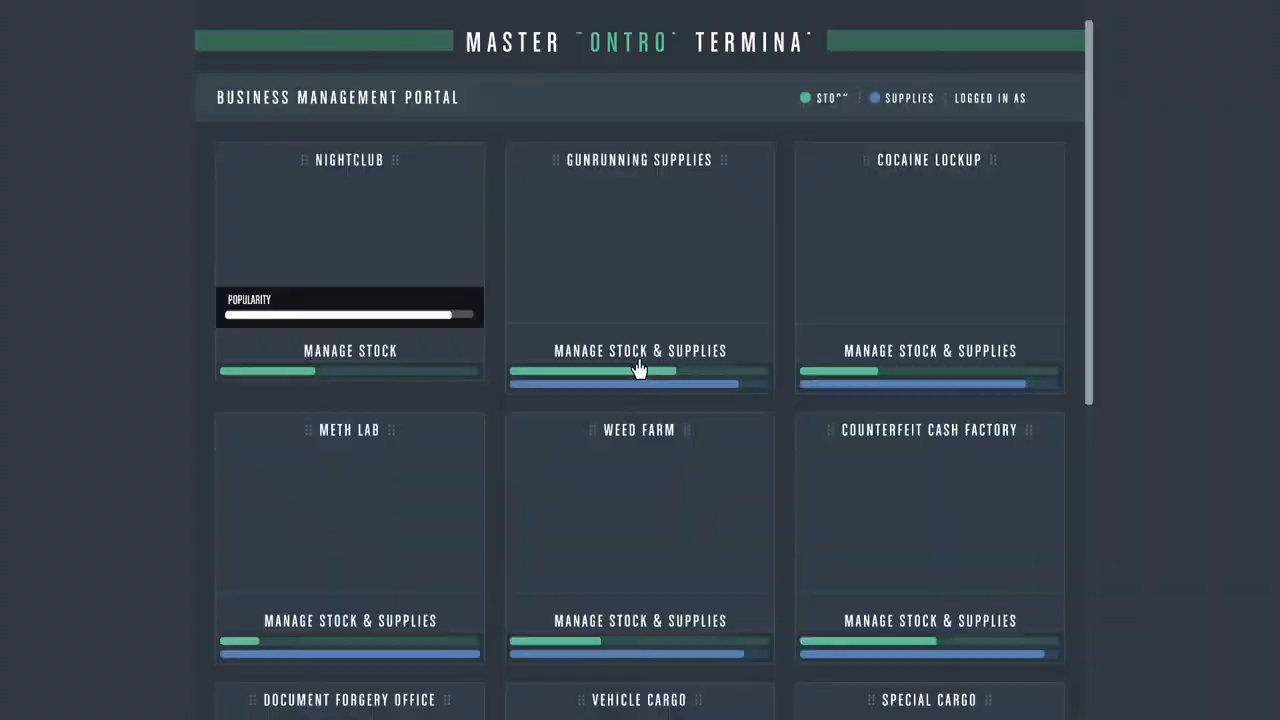 MASTER ONTRO TERMINA
BUSINESS MANAGEMENT PORTAL
SUPPLIES LOGGED IN AS
NIGHTCLUB
GUNRUNNING SUPPLIES
COCAINE LOCKUP
POPULARITY
MANAGE STOCK
MANAGE STOCK & SUPPLIES
MANAGE STOCK & SUPPLIES
METH LAB
WEED FARM
COUNTERFEIT CASH FACTORY
MANAGE STOCK & SUPPLIES
MANAGE STOCK & SUPPLIES
MANAGE STOCK & SUPPLIES
DOCUMENT FORGERY OFFICE
VEHICLE CARGO
SPECIAL CARGO